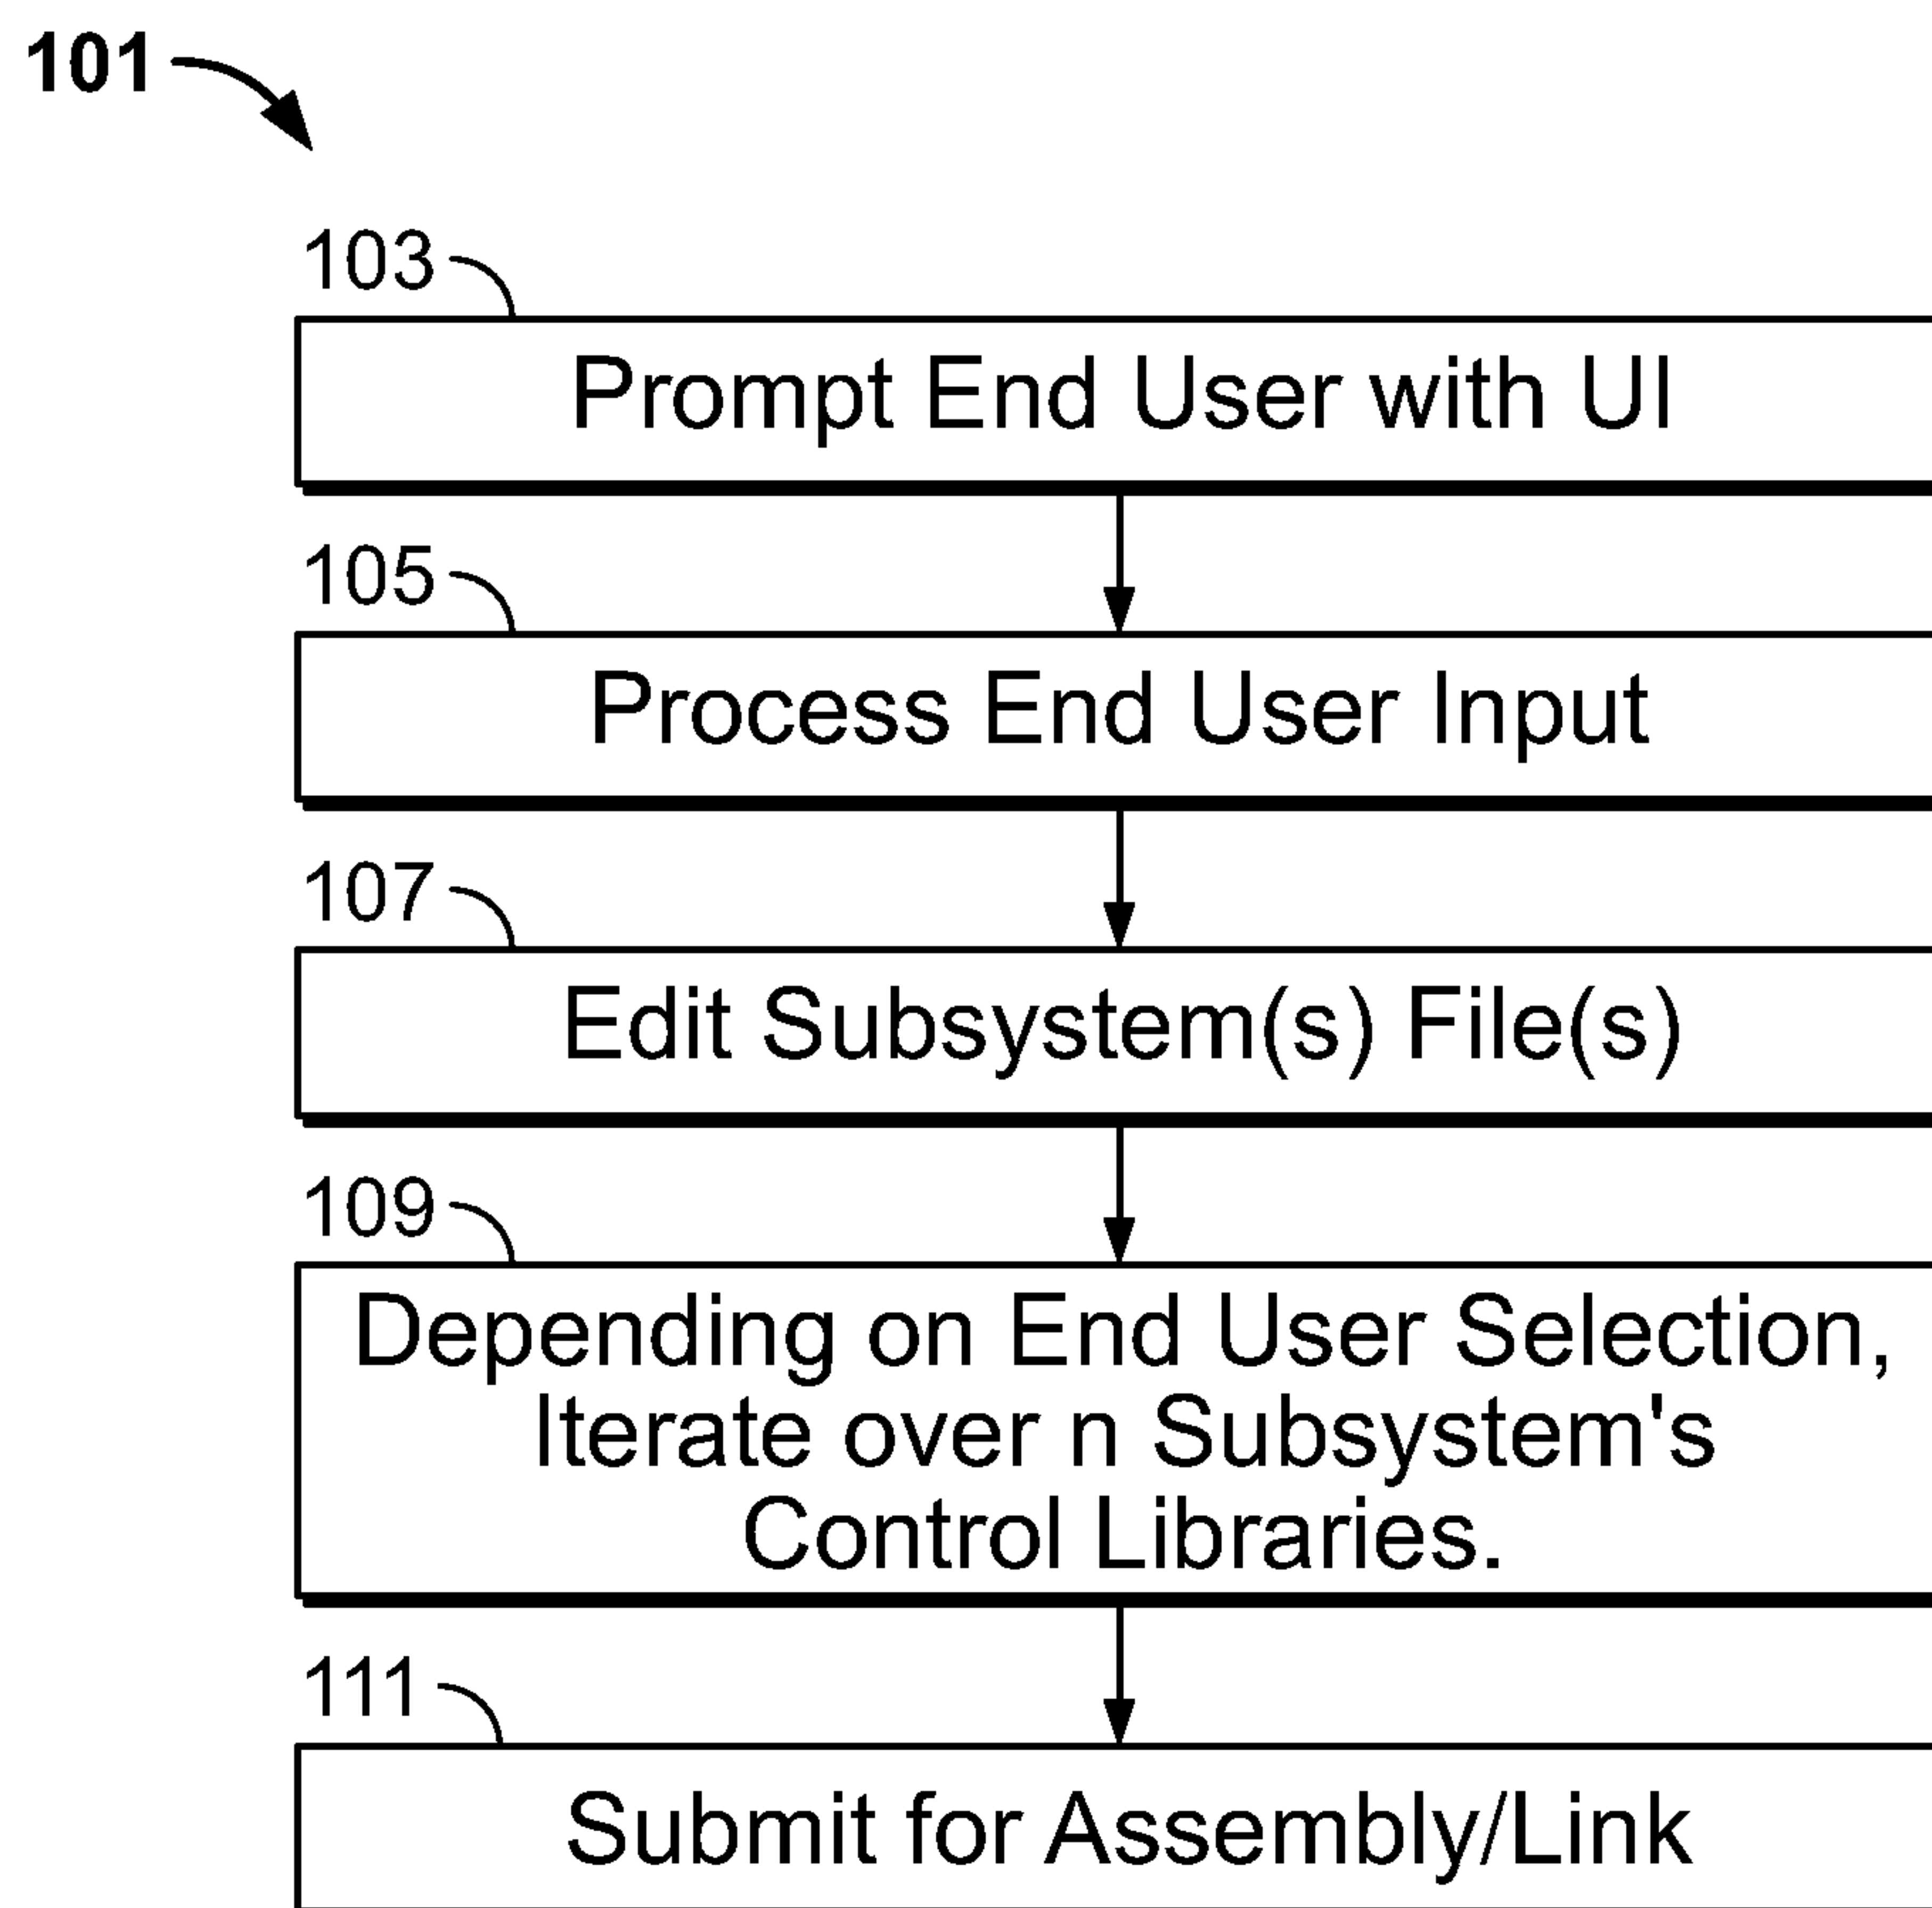 101
103
Prompt End User with UI
105
Process End User Input
107
Edit Subsystem(s) File(s)
109
Depending on End User Selection,
Iterate over n Subsystem's
Control Libraries.
111
Submit for Assembly/Link